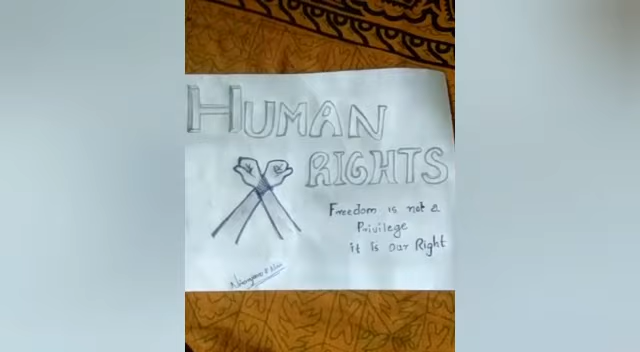 HUMAN
RIGHTS
Freedom is not a
Privilege
it Is our Right